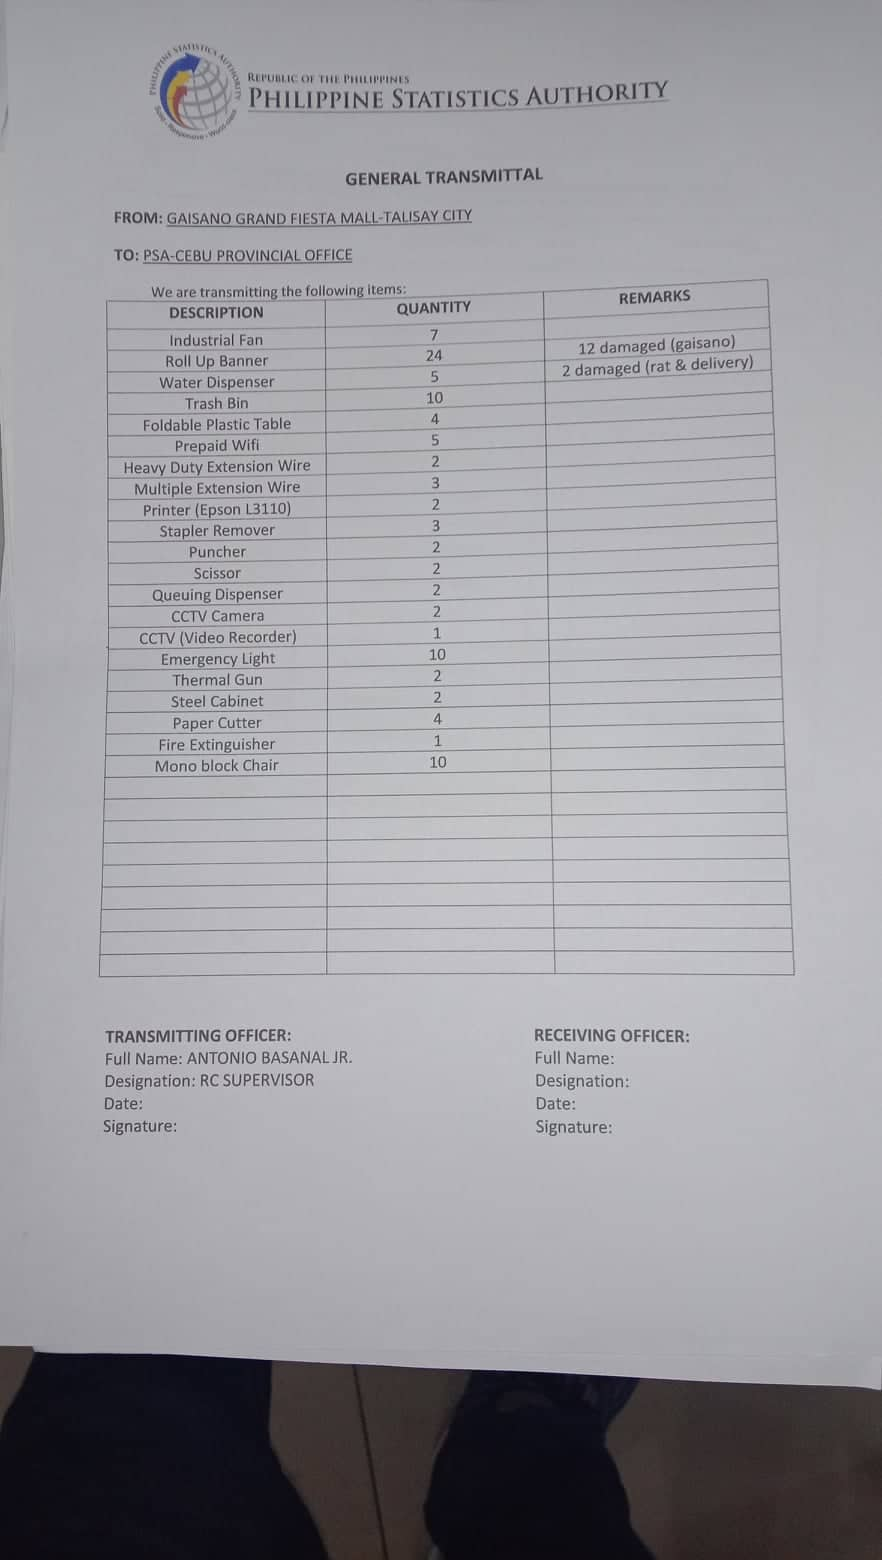 PHILIPPINE STATISTICS AUTHORITY
Solid • Responsive • World-class
REPUBLIC OF THE PHILIPPINES
PHILIPPINE STATISTICS AUTHORITY
GENERAL TRANSMITTAL
FROM: GAISANO GRAND FIESTA MALL-TALISAY CITY
TO: PSA-CEBU PROVINCIAL OFFICE
We are transmitting the following items:
DESCRIPTION QUANTITY REMARKS
Industrial Fan 7
Roll Up Banner 24 12 damaged (gaisano)
Water Dispenser 5 2 damaged (rat & delivery)
Trash Bin 10
Foldable Plastic Table 4
Prepaid Wifi 5
Heavy Duty Extension Wire 2
Multiple Extension Wire 3
Printer (Epson L3110) 2
Stapler Remover 3
Puncher 2
Scissor 2
Queuing Dispenser 2
CCTV Camera 2
CCTV (Video Recorder) 1
Emergency Light 10
Thermal Gun 2
Steel Cabinet 2
Paper Cutter 4
Fire Extinguisher 1
Mono block Chair 10
TRANSMITTING OFFICER:
Full Name: ANTONIO BASANAL JR.
Designation: RC SUPERVISOR
Date:
Signature:
RECEIVING OFFICER:
Full Name:
Designation:
Date:
Signature: